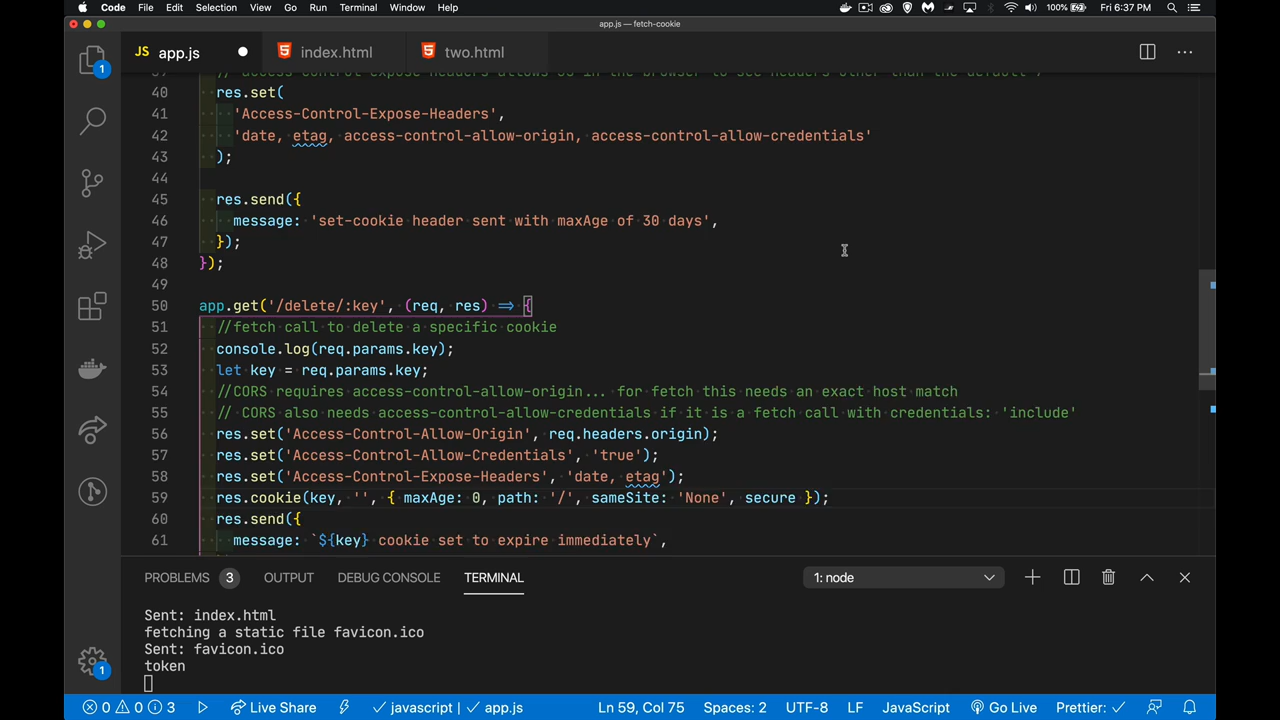 Code File Edit Selection View Go Run Terminal Window Help 100% Fri 6:37 PM
app.js — fetch-cookie
JS app.js index.html two.html
40 res.set(
41 'Access-Control-Expose-Headers',
42 'date, etag, access-control-allow-origin, access-control-allow-credentials'
43 );
44
45 res.send({
46 message: 'set-cookie header sent with maxAge of 30 days',
47 });
48 });
49
50 app.get('/delete/:key', (req, res) => {
51 //fetch call to delete a specific cookie
52 console.log(req.params.key);
53 let key = req.params.key;
54 //CORS requires access-control-allow-origin... for fetch this needs an exact host match
55 // CORS also needs access-control-allow-credentials if it is a fetch call with credentials: 'include'
56 res.set('Access-Control-Allow-Origin', req.headers.origin);
57 res.set('Access-Control-Allow-Credentials', 'true');
58 res.set('Access-Control-Expose-Headers', 'date, etag');
59 res.cookie(key, '', { maxAge: 0, path: '/', sameSite: 'None', secure });
60 res.send({
61 message: `${key} cookie set to expire immediately`,
PROBLEMS 3 OUTPUT DEBUG CONSOLE TERMINAL 1: node
Sent: index.html
fetching a static file favicon.ico
Sent: favicon.ico
token
1
1
0 0 3 Live Share javascript app.js Ln 59, Col 75 Spaces: 2 UTF-8 LF JavaScript Go Live Prettier: